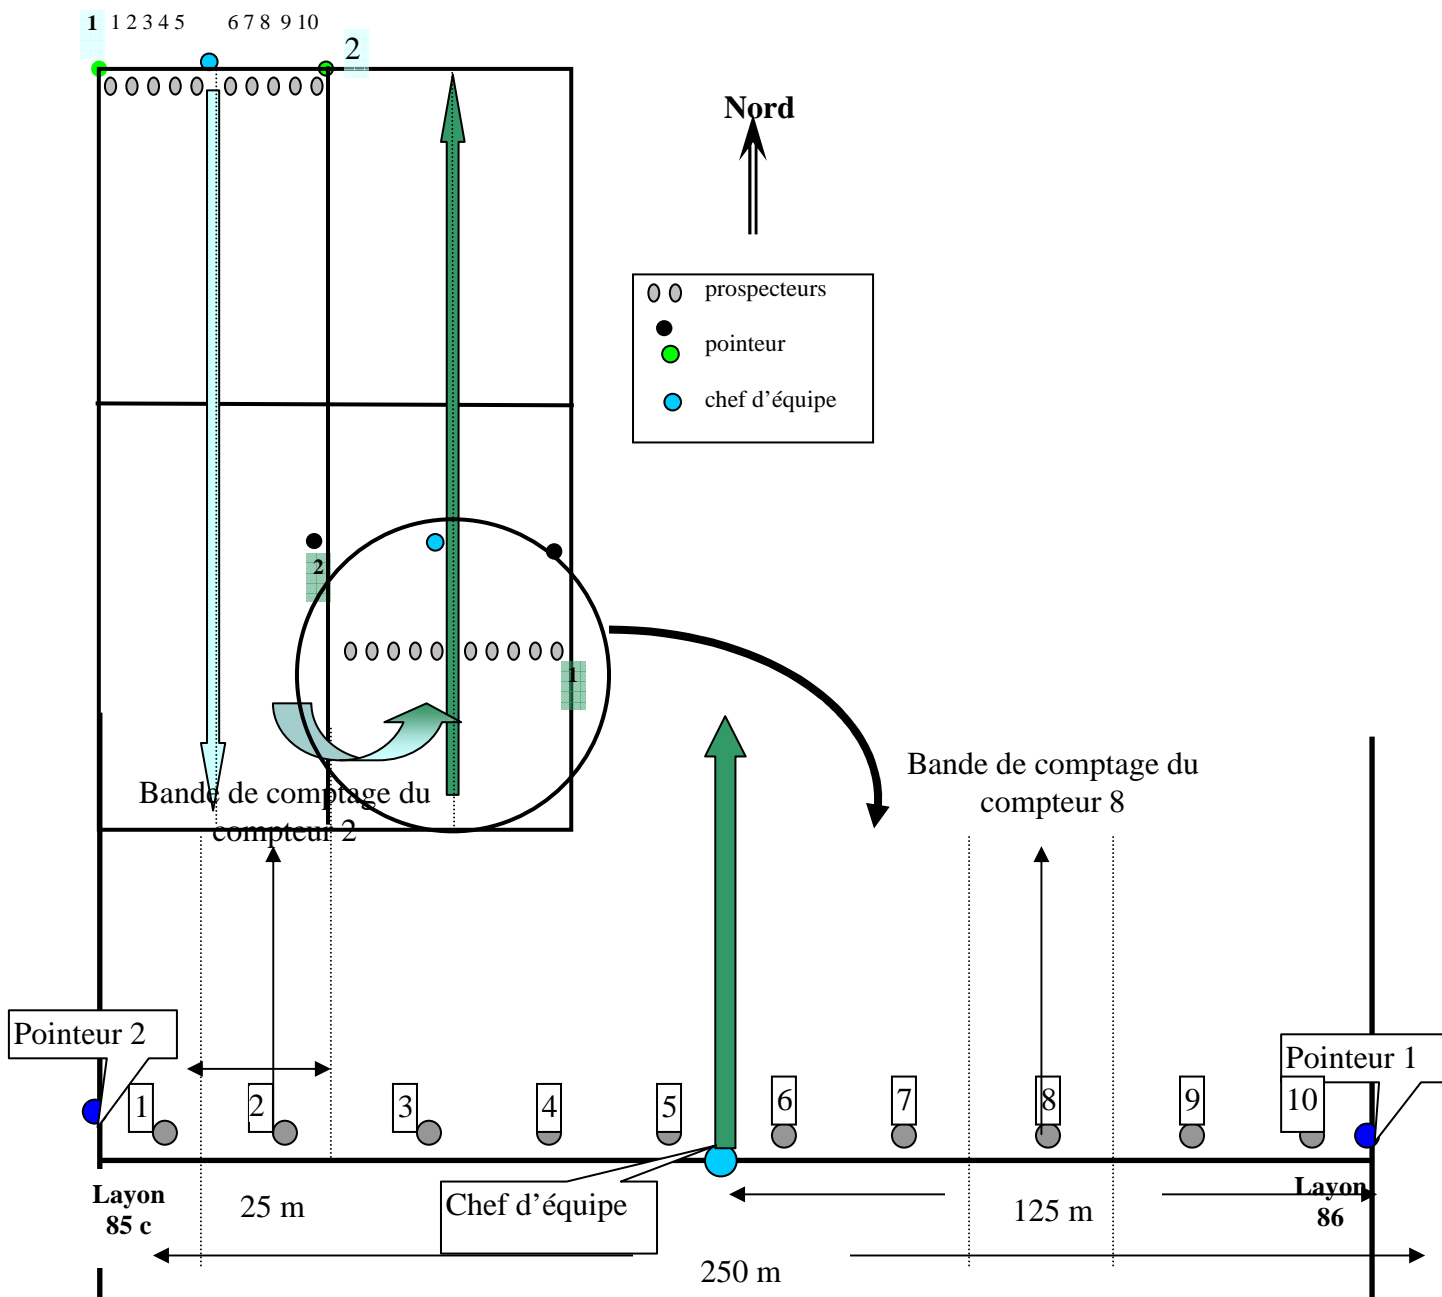 1 1 2 3 4 5 6 7 8 9 10
2
Nord
prospecteurs
pointeur
chef d'équipe
2
1
Bande de comptage du
compteur 2
Bande de comptage du
compteur 8
Pointeur 2
Pointeur 1
1 2 3 4 5 6 7 8 9 10
Layon
85 c
25 m
Chef d'équipe
125 m
Layon
86
250 m